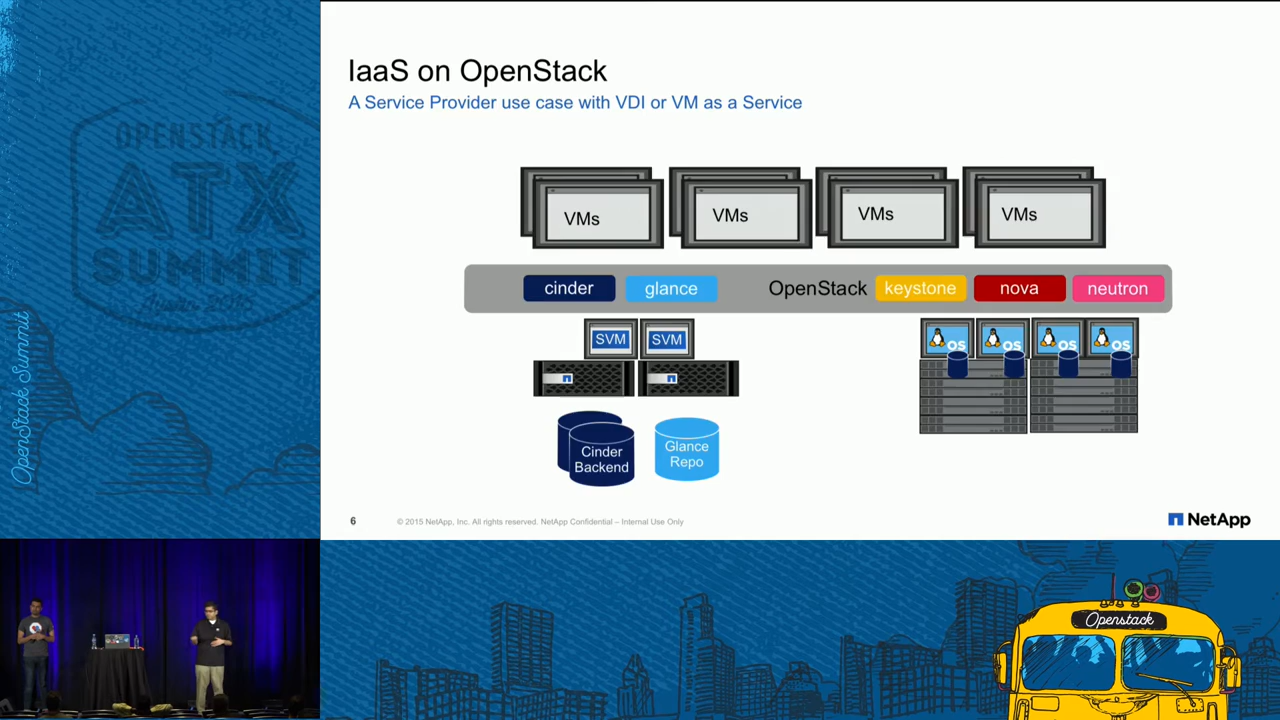 IaaS on OpenStack
A Service Provider use case with VDI or VM as a Service
VMs
VMs
VMs
VMs
cinder
glance
OpenStack
keystone
nova
neutron
SVM
SVM
OS
OS
OS
OS
Cinder
Backend
Glance
Repo
6
© 2015 NetApp, Inc. All rights reserved. NetApp Confidential – Internal Use Only
NetApp
OPENSTACK
ATX
SUMMIT
OpenStack Summit
Openstack